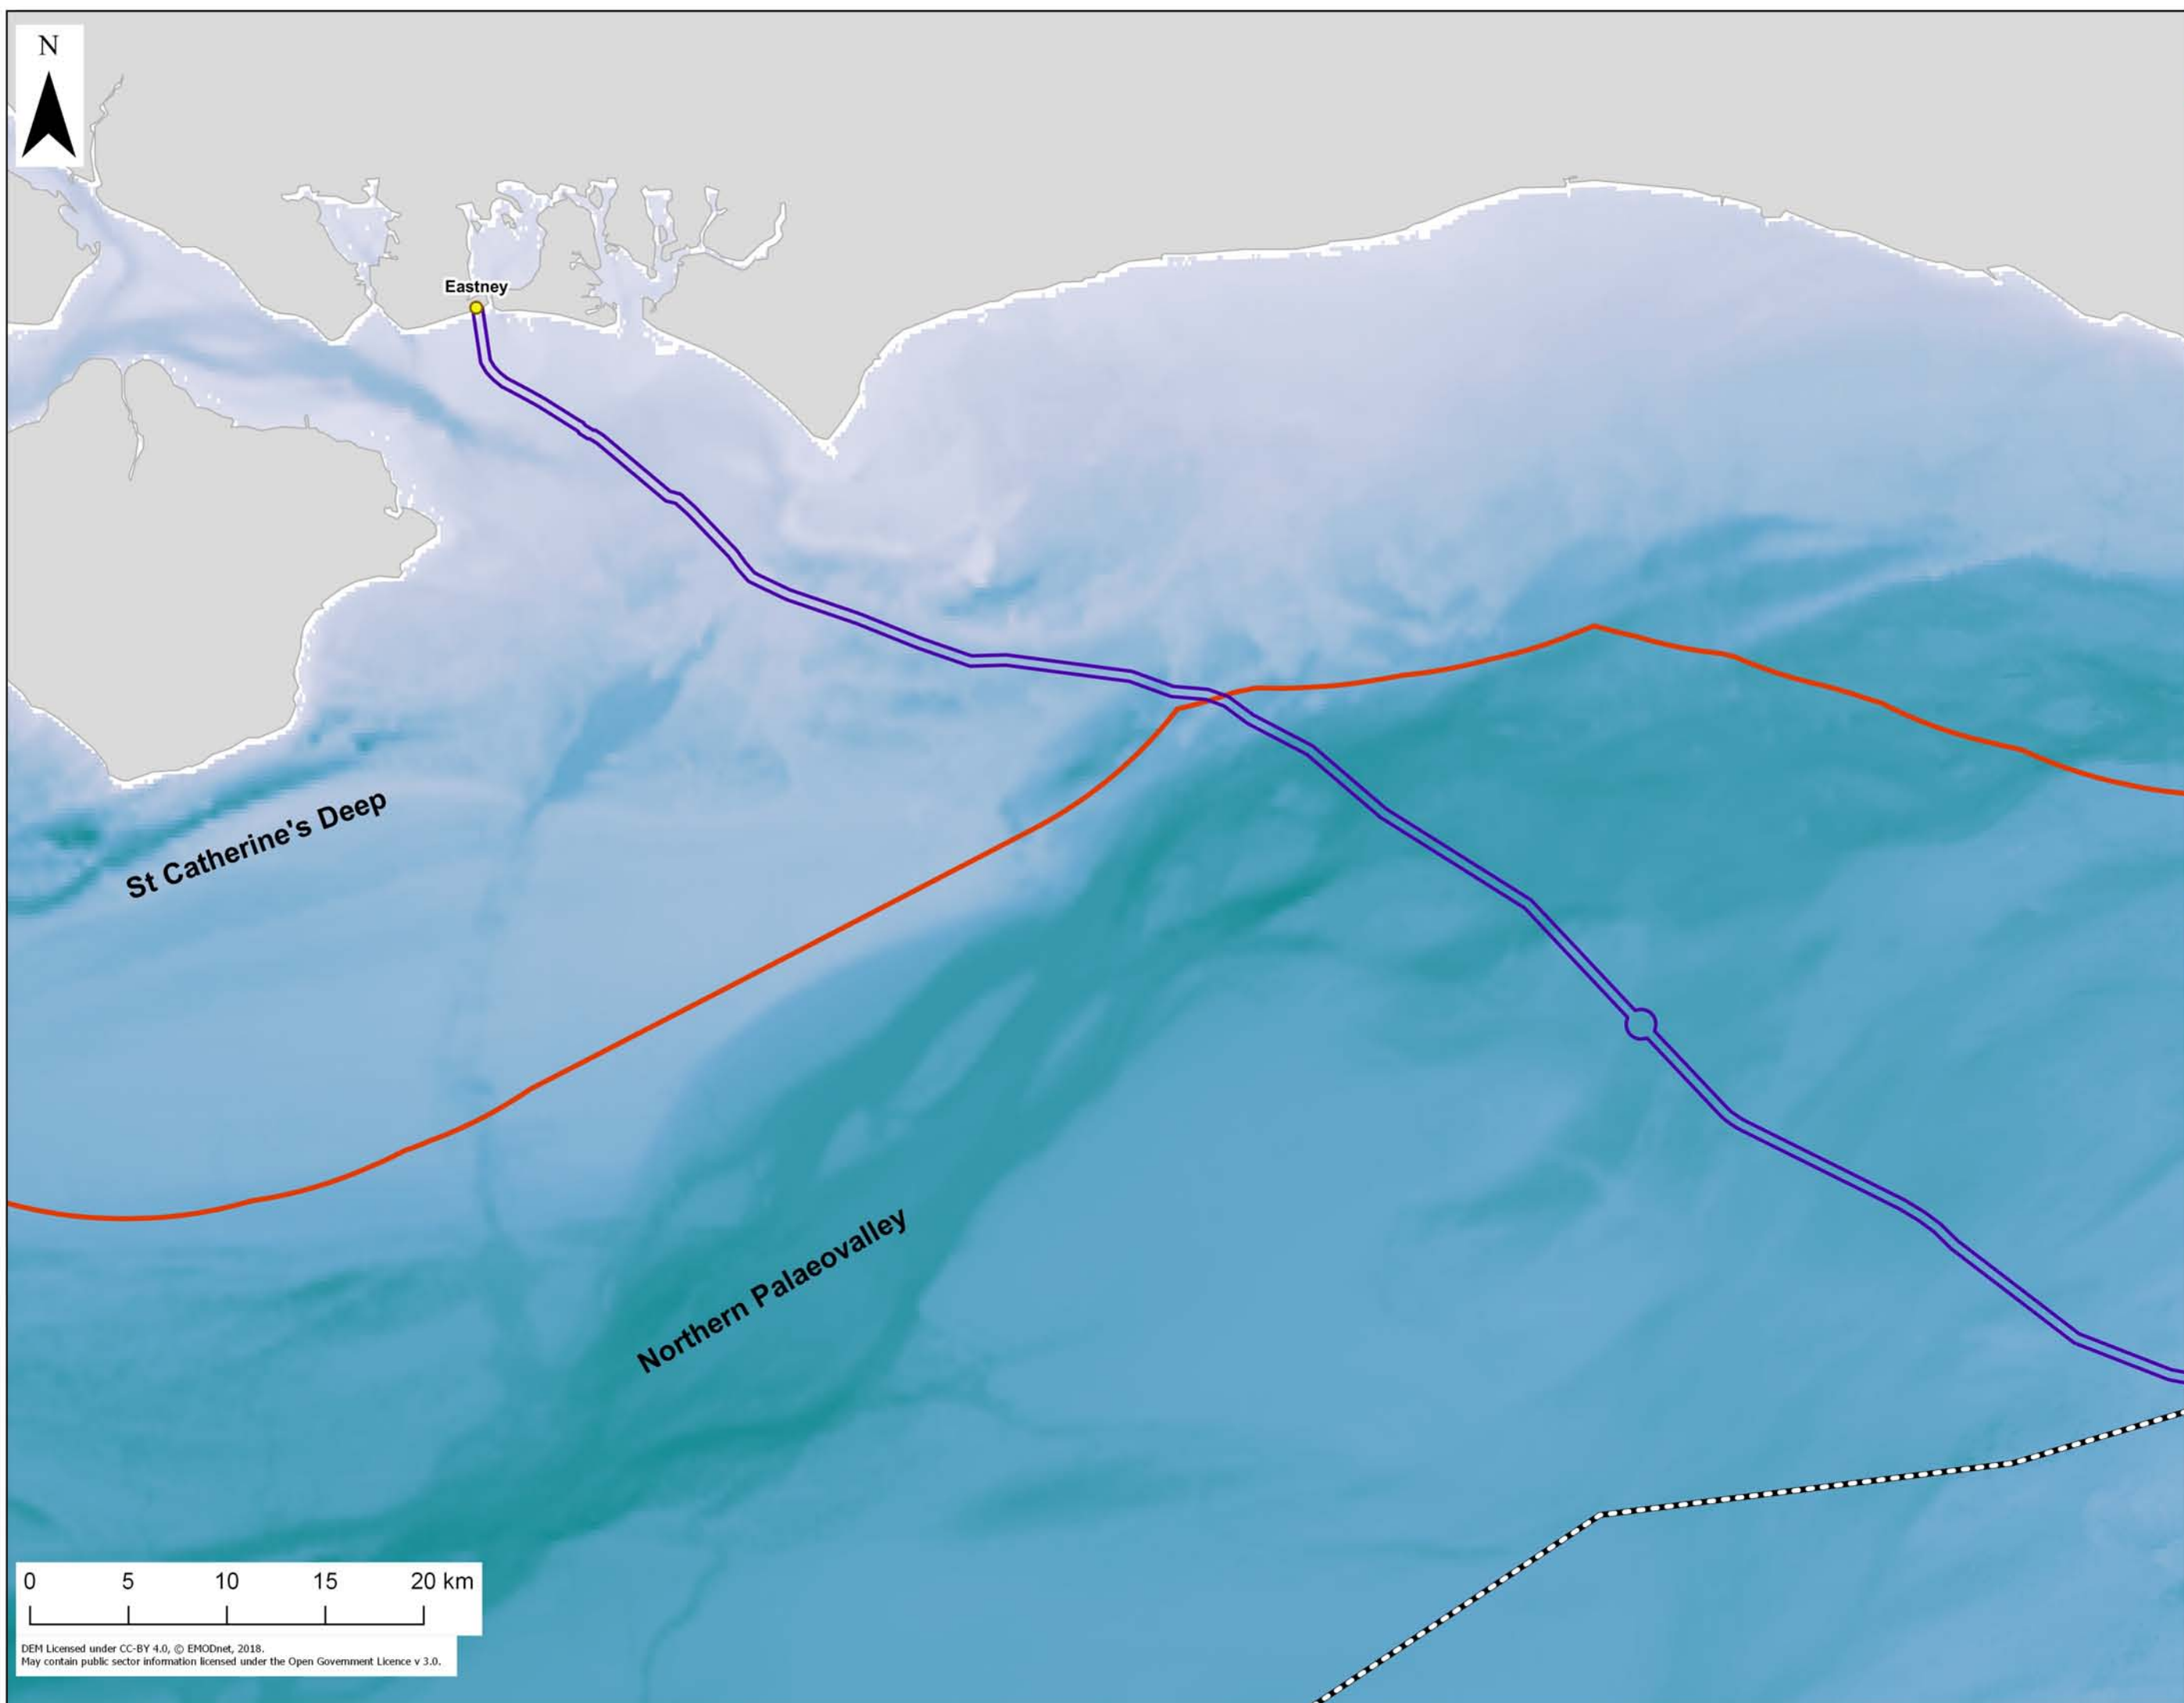 N
Eastney
St Catherine's Deep
Northern Palaeovalley
0 5 10 15 20 km
DEM Licensed under CC-BY 4.0, © EMODnet, 2018.
May contain public sector information licensed under the Open Government Licence v 3.0.